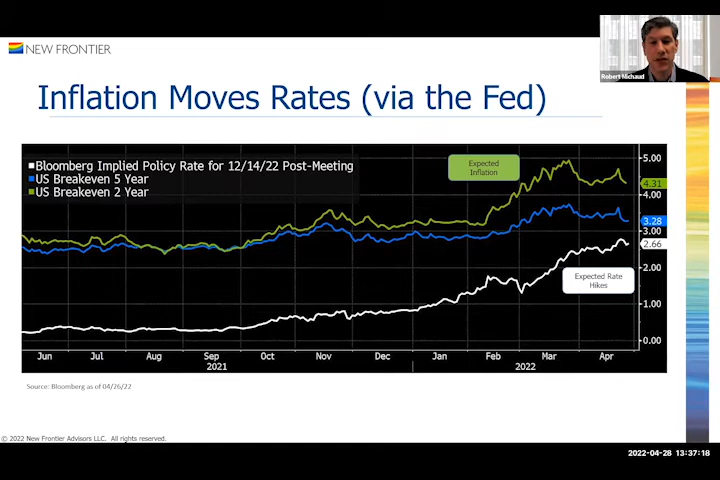 NEW FRONTIER
Robert Michaud
Inflation Moves Rates (via the Fed)
Bloomberg Implied Policy Rate for 12/14/22 Post-Meeting
US Breakeven 5 Year
US Breakeven 2 Year
Expected
Inflation
5.00
4.31
4.00
3.28
3.00
2.66
2.00
Expected Rate
Hikes
1.00
0.00
Jun Jul Aug Sep Oct Nov Dec Jan Feb Mar Apr
2021 2022
Source: Bloomberg as of 04/26/22
© 2022 New Frontier Advisors LLC. All rights reserved.
2022-04-28 13:37:18